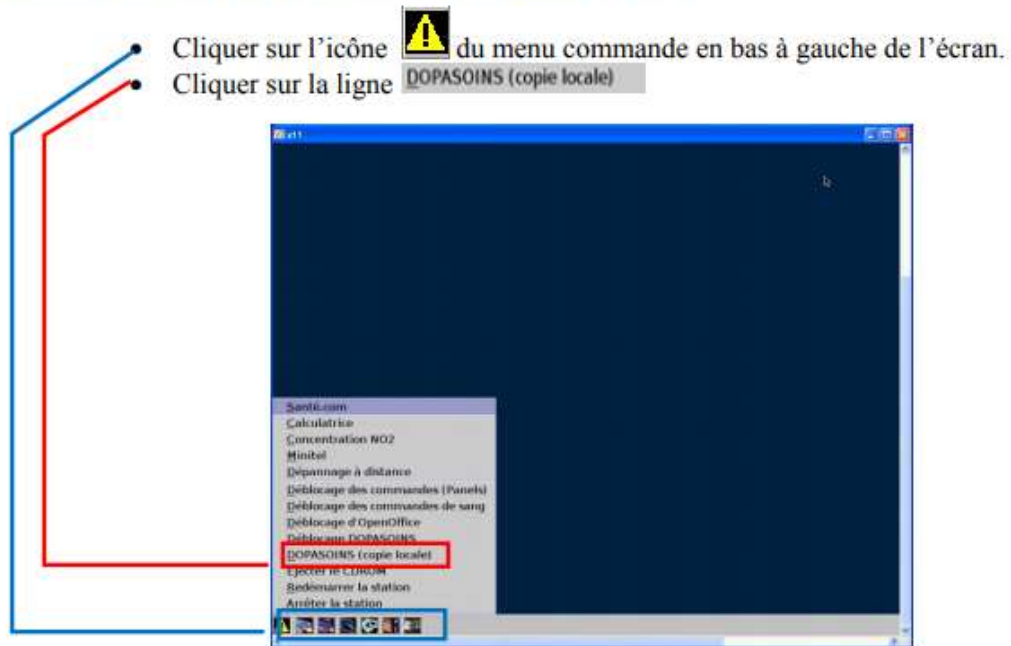 • Cliquer sur l'icône du menu commande en bas à gauche de l'écran.
• Cliquer sur la ligne DOPASOINS (copie locale)
x11
Santé.com
Calculatrice
Concentration NO2
Minitel
Dépannage à distance
Déblocage des commandes (Panels)
Déblocage des commandes de sang
Déblocage d'OpenOffice
Déblocage DOPASOINS
DOPASOINS (copie locale)
Ejecter le CDROM
Redémarrer la station
Arrêter la station